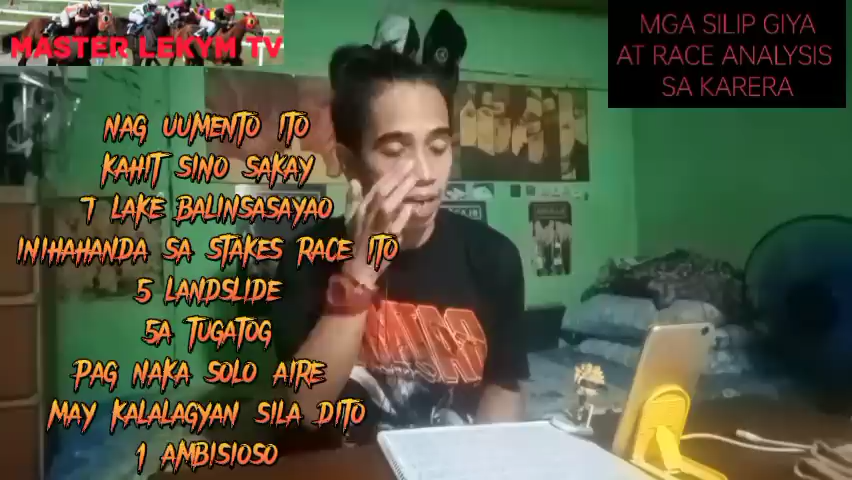 MASTER LEKYM TV
MGA SILIP GIYA
AT RACE ANALYSIS
SA KARERA
NAG UUMENTO ITO
KAHIT SINO SAKAY
7 LAKE BALINSASAYAO
INIHAHANDA SA STAKES RACE ITO
5 LANDSLIDE
5A TUGATOG
PAG NAKA SOLO AIRE
MAY KALALAGYAN SILA DITO
1 AMBISIOSO